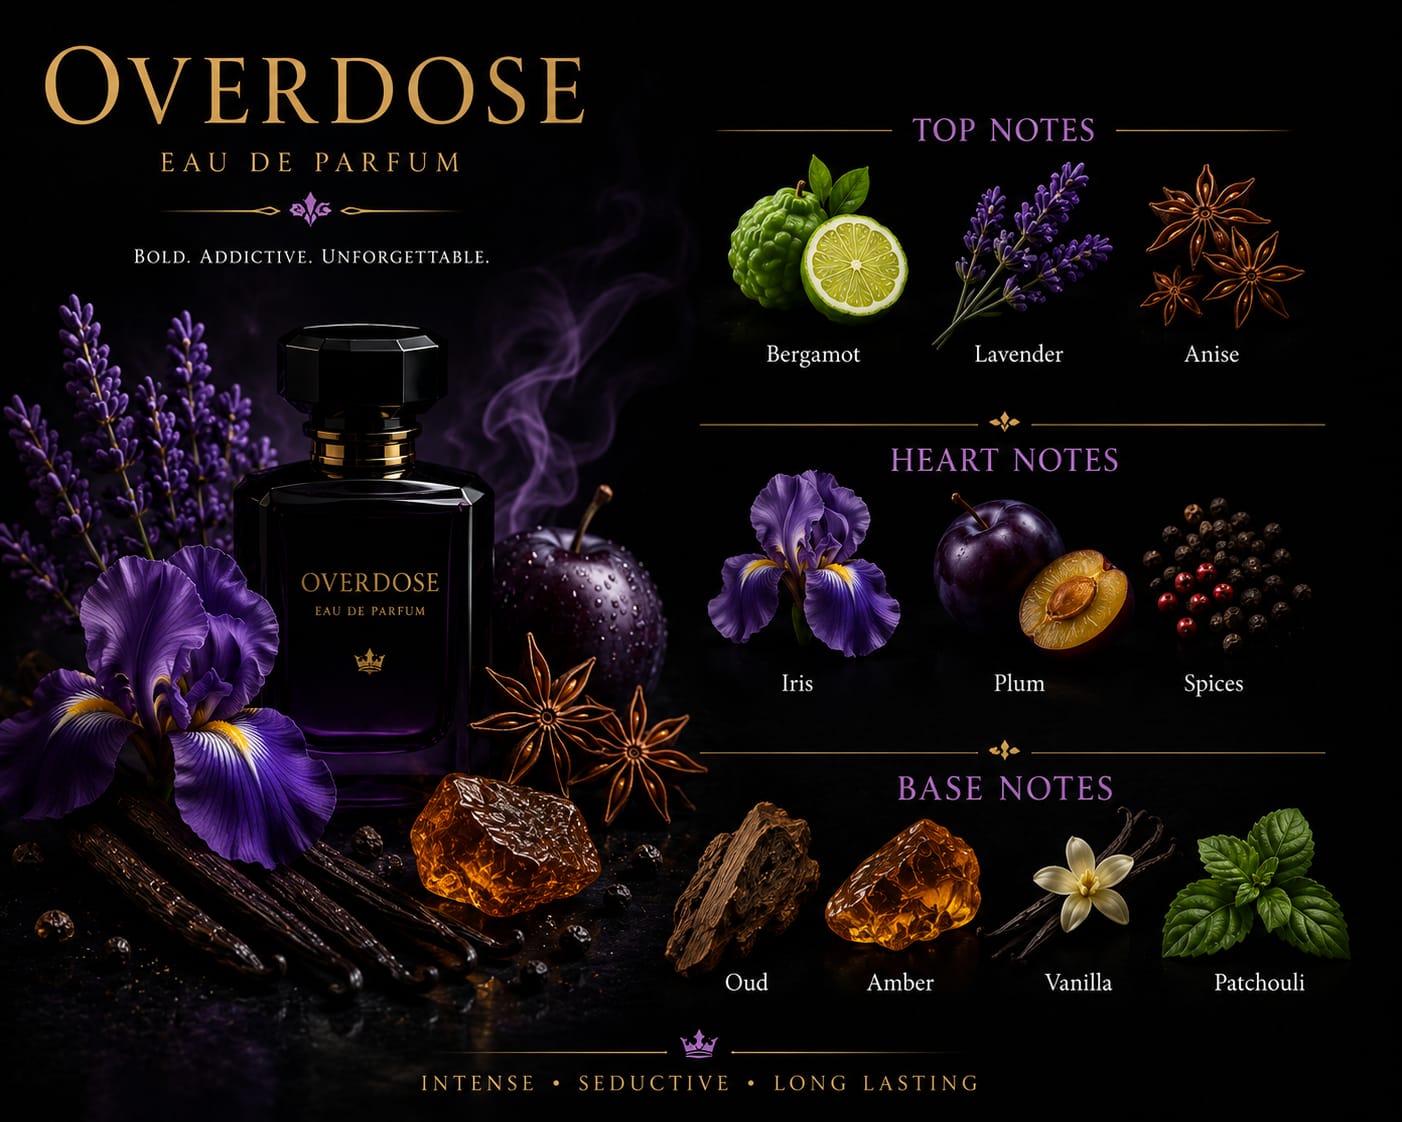 OVERDOSE
EAU DE PARFUM
BOLD. ADDICTIVE. UNFORGETTABLE.
OVERDOSE
EAU DE PARFUM
TOP NOTES
Bergamot
Lavender
Anise
HEART NOTES
Iris
Plum
Spices
BASE NOTES
Oud
Amber
Vanilla
Patchouli
INTENSE • SEDUCTIVE • LONG LASTING